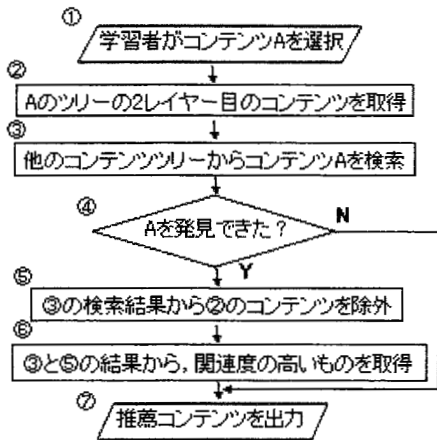 ①
学習者がコンテンツAを選択
②
Aのツリーの2レイヤー目のコンテンツを取得
③
他のコンテンツツリーからコンテンツAを検索
④
Aを発見できた?
N
Y
⑤
③の検索結果から②のコンテンツを除外
⑥
③と⑤の結果から,関連度の高いものを取得
⑦
推薦コンテンツを出力